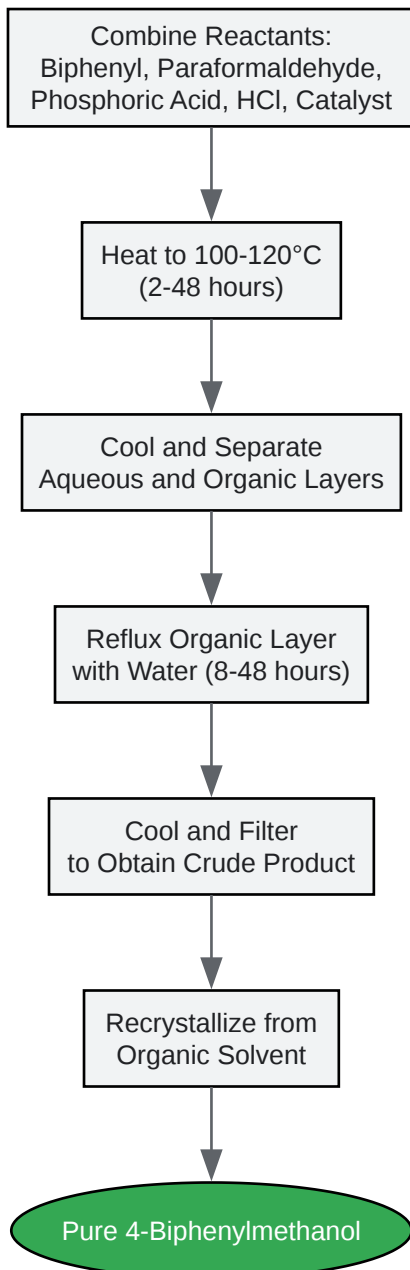 Combine Reactants:
Biphenyl, Paraformaldehyde,
Phosphoric Acid, HCl, Catalyst
Heat to 100-120°C
(2-48 hours)
Cool and Separate
Aqueous and Organic Layers
Reflux Organic Layer
with Water (8-48 hours)
Cool and Filter
to Obtain Crude Product
Recrystallize from
Organic Solvent
Pure 4-Biphenylmethanol